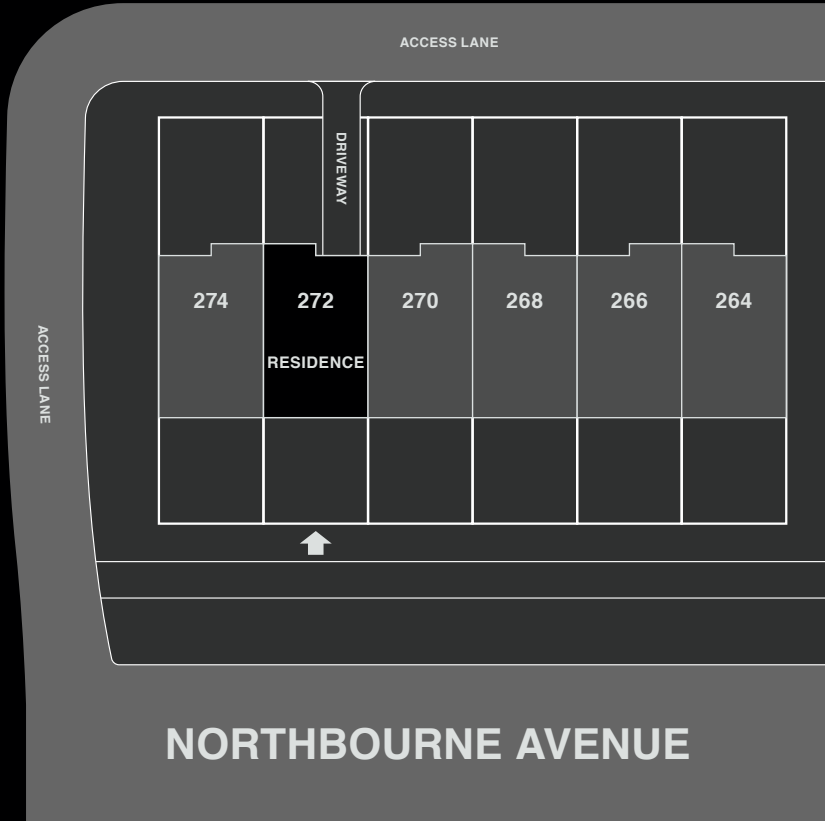 ACCESS LANE
DRIVEWAY
274
272
270
268
266
264
RESIDENCE
ACCESS LANE
NORTHBOURNE AVENUE